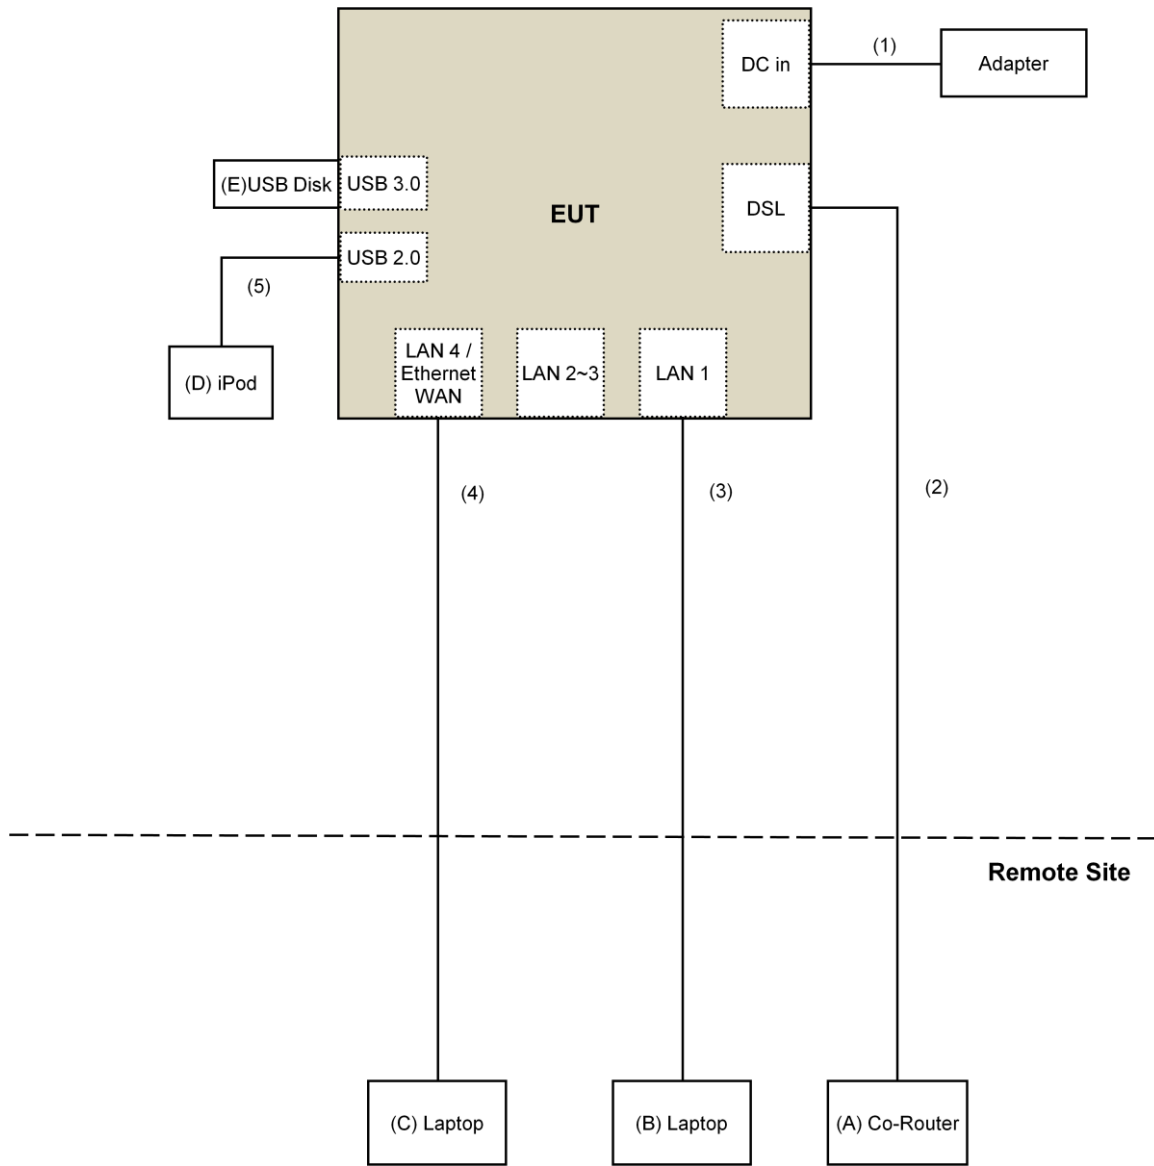 (1)
DC in
Adapter
(E)USB Disk
USB 3.0
EUT
DSL
USB 2.0
(5)
LAN 4 /
Ethernet
WAN
LAN 2~3
LAN 1
(D) iPod
(4)
(3)
(2)
Remote Site
(C) Laptop
(B) Laptop
(A) Co-Router